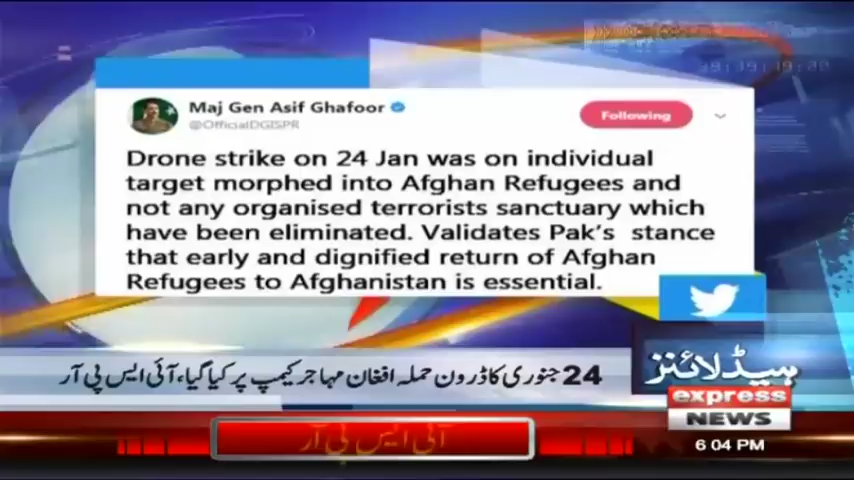 Maj Gen Asif Ghafoor
@OfficialDGISPR
Following
Drone strike on 24 Jan was on individual
target morphed into Afghan Refugees and
not any organised terrorists sanctuary which
have been eliminated. Validates Pak's stance
that early and dignified return of Afghan
Refugees to Afghanistan is essential.
24 جنوری کا ڈرون حملہ افغان مہاجر کیمپ پر کیا گیا، آئی ایس پی آر
ہیڈلائنز
express
NEWS
آئی ایس پی آر
6:04 PM